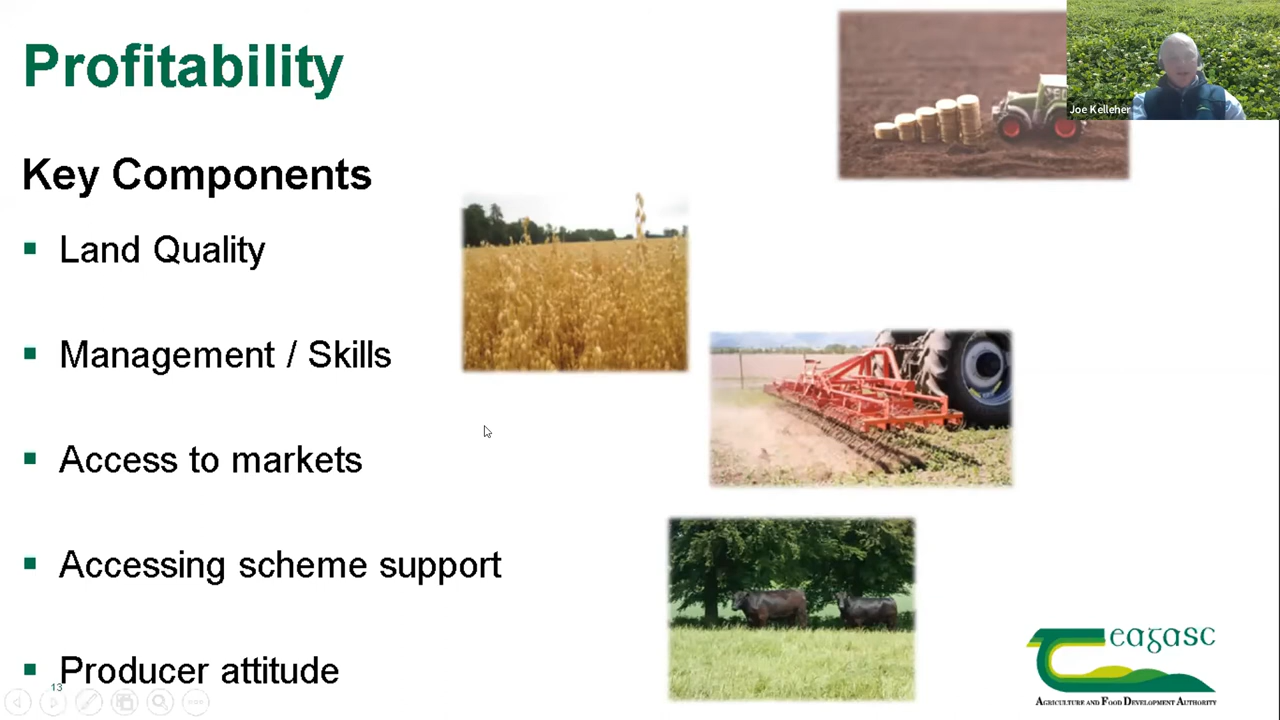 Profitability
Joe Kelleher
Key Components
Land Quality
Management / Skills
Access to markets
Accessing scheme support
Producer attitude
13
Teagasc
AGRICULTURE AND FOOD DEVELOPMENT AUTHORITY